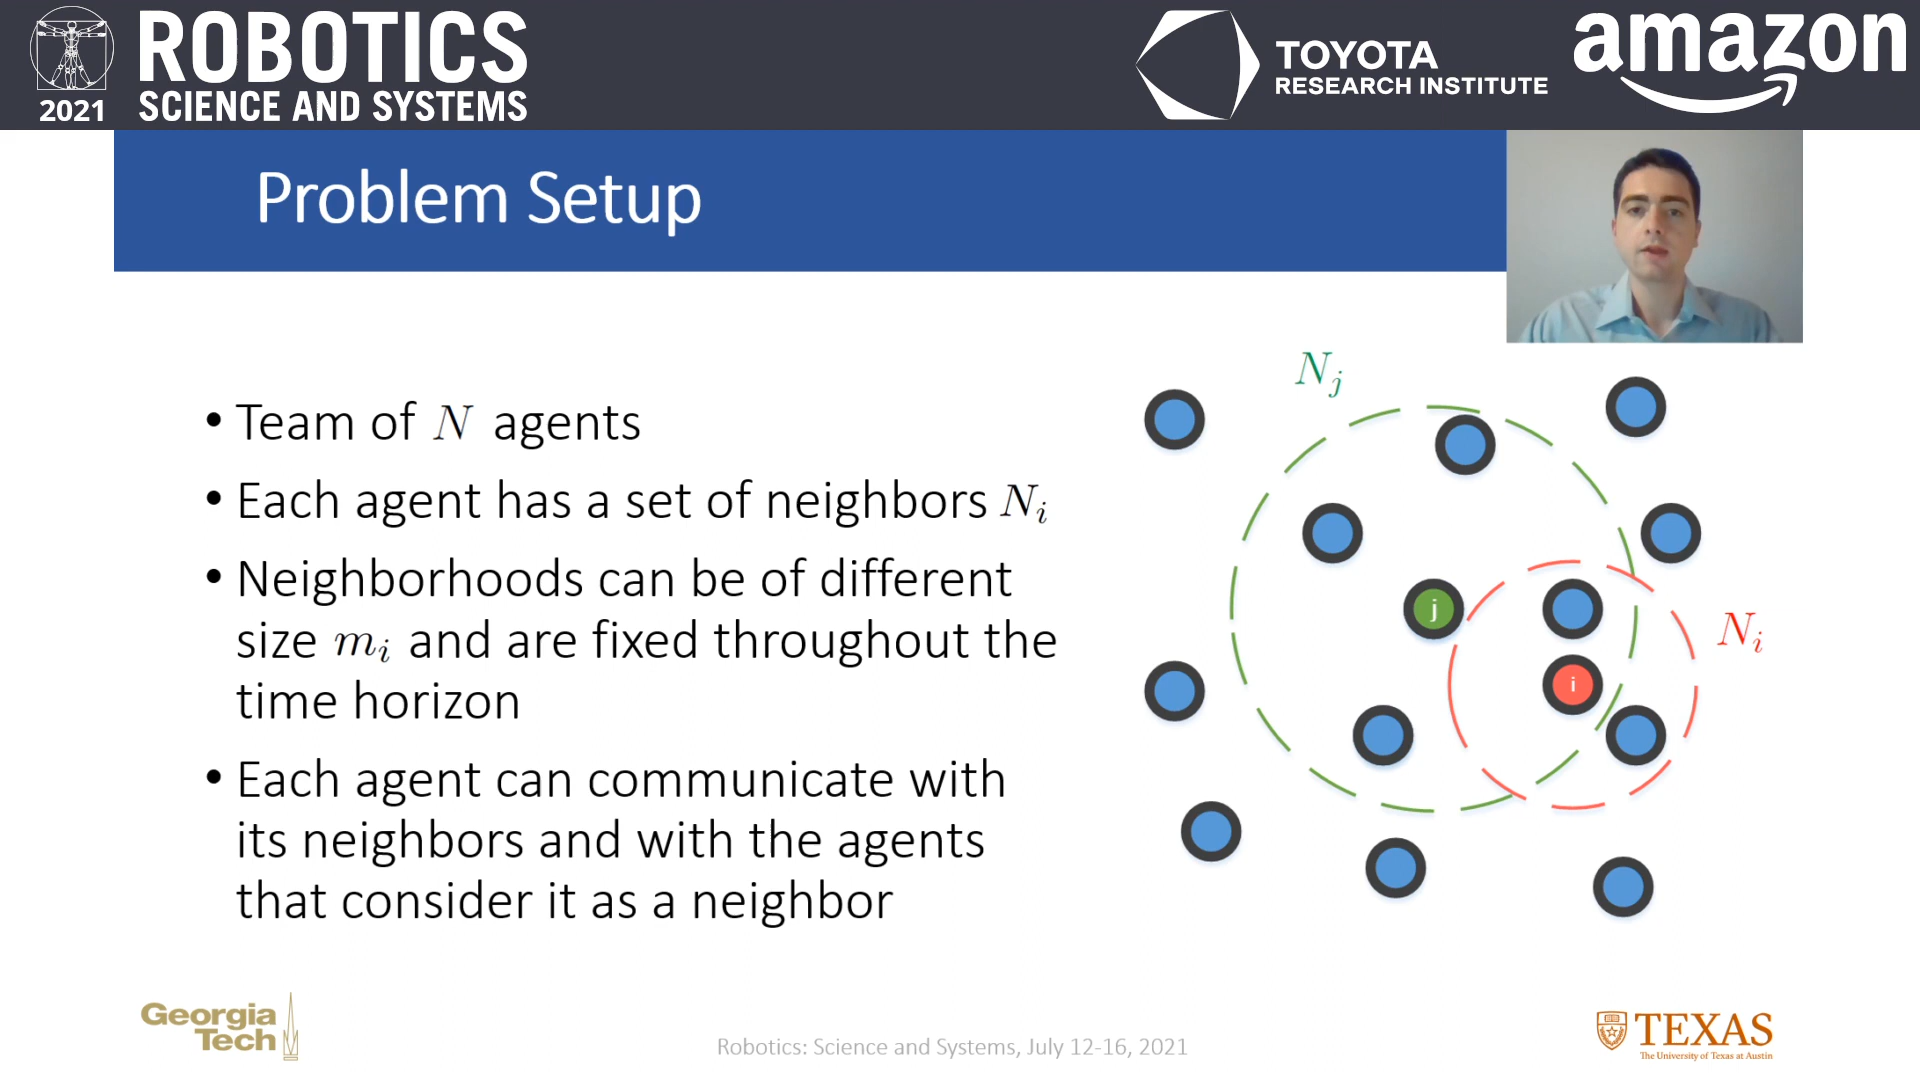 ROBOTICS
SCIENCE AND SYSTEMS
2021
TOYOTA
RESEARCH INSTITUTE
amazon
Problem Setup
• Team of N agents
• Each agent has a set of neighbors Nᵢ
• Neighborhoods can be of different
size mᵢ and are fixed throughout the
time horizon
• Each agent can communicate with
its neighbors and with the agents
that consider it as a neighbor
Nⱼ
j
Nᵢ
i
Georgia
Tech
Robotics: Science and Systems, July 12-16, 2021
TEXAS
The University of Texas at Austin